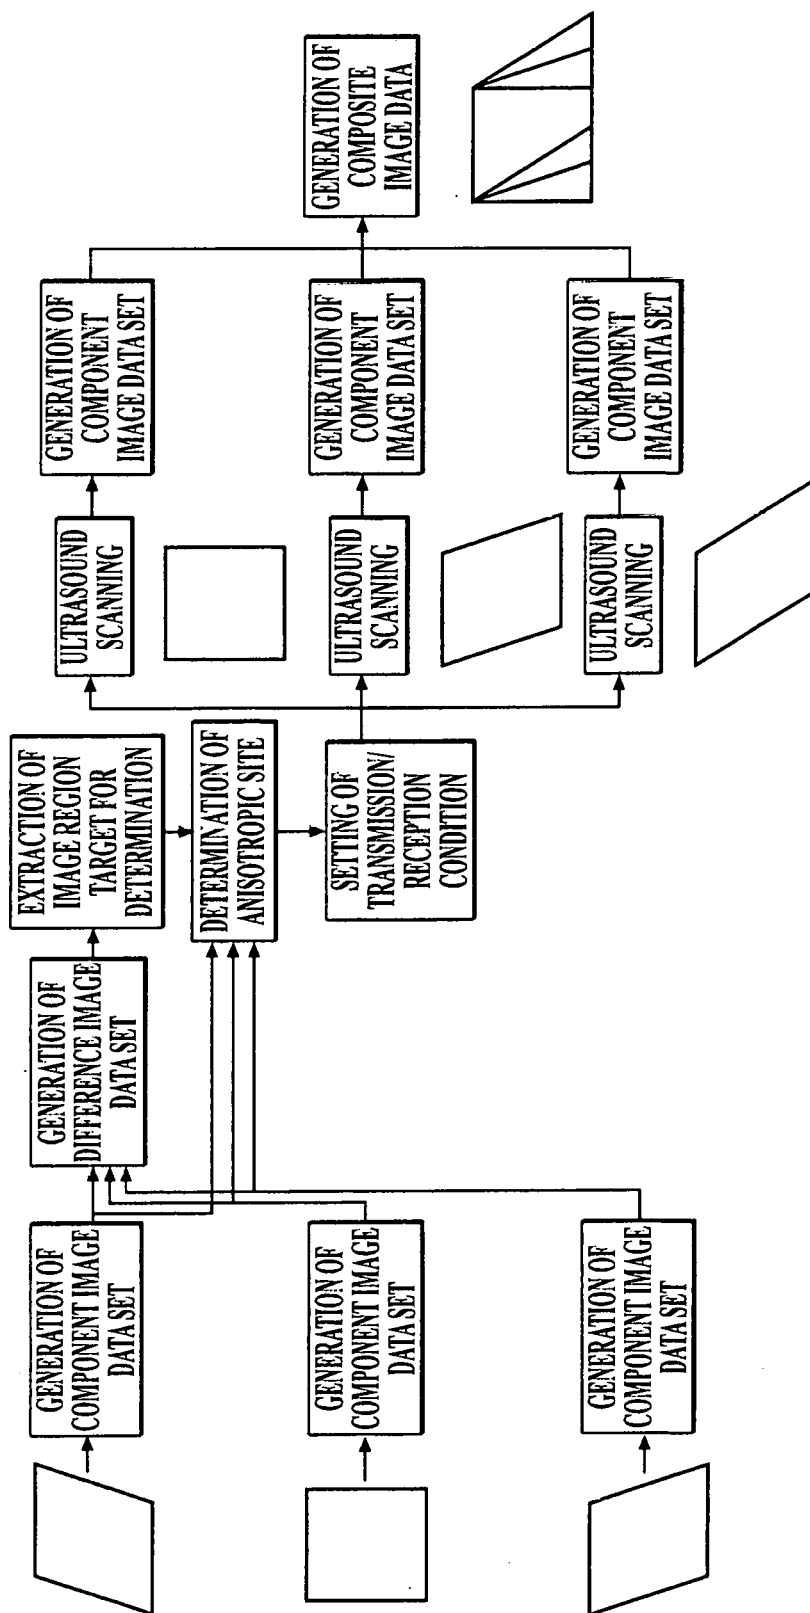 GENERATION OF
COMPONENT IMAGE
DATA SET
GENERATION OF
COMPONENT IMAGE
DATA SET
GENERATION OF
COMPONENT IMAGE
DATA SET
GENERATION OF
DIFFERENCE IMAGE
DATA SET
EXTRACTION OF
IMAGE REGION
TARGET FOR
DETERMINATION
DETERMINATION OF
ANISOTROPIC SITE
SETTING OF
TRANSMISSION/
RECEPTION
CONDITION
ULTRASOUND
SCANNING
ULTRASOUND
SCANNING
ULTRASOUND
SCANNING
GENERATION OF
COMPONENT
IMAGE DATA SET
GENERATION OF
COMPONENT
IMAGE DATA SET
GENERATION OF
COMPONENT
IMAGE DATA SET
GENERATION OF
COMPOSITE
IMAGE DATA